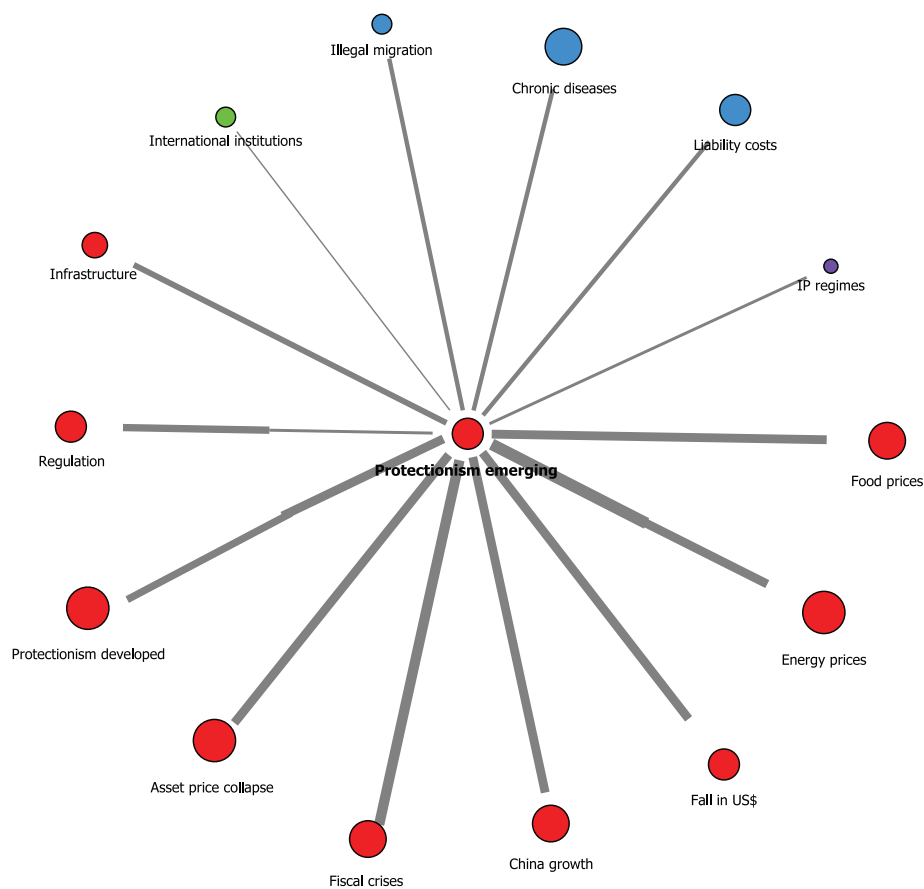 Illegal migration
Chronic diseases
International institutions
Liability costs
Infrastructure
IP regimes
Regulation
Protectionism emerging
Food prices
Protectionism developed
Energy prices
Asset price collapse
Fall in US$
Fiscal crises
China growth